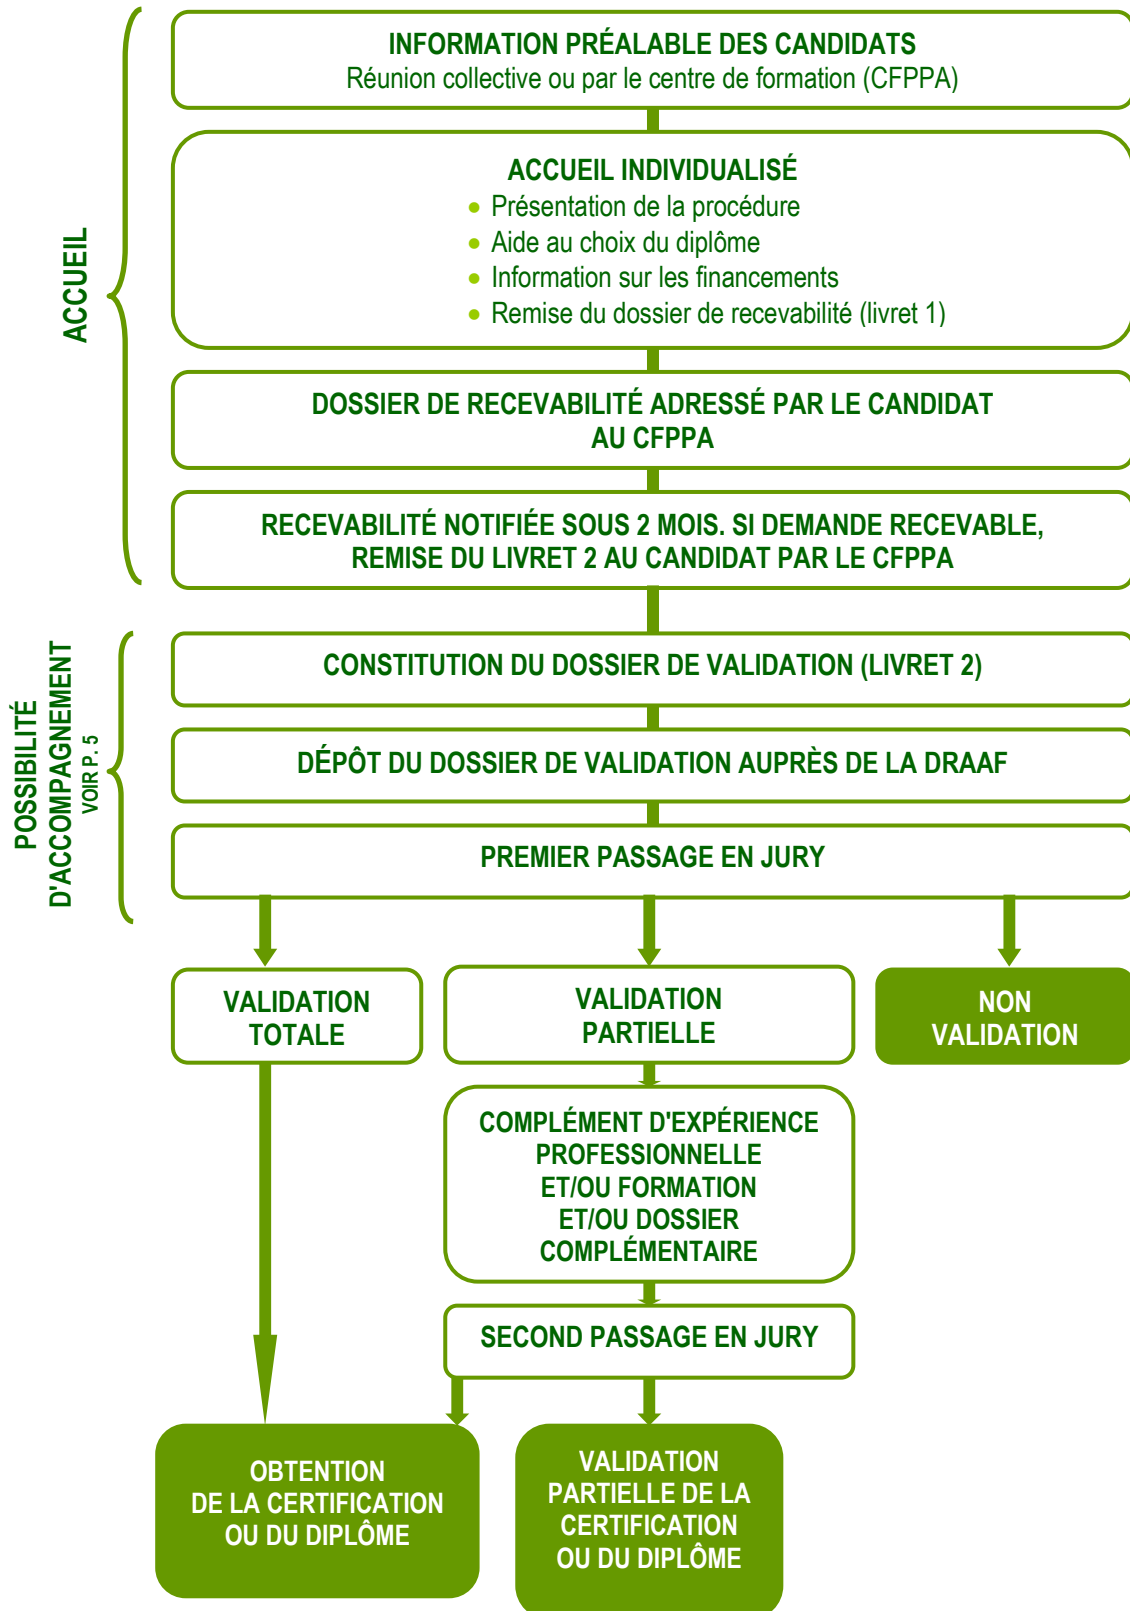 INFORMATION PRÉALABLE DES CANDIDATS
Réunion collective ou par le centre de formation (CFPPA)
ACCUEIL INDIVIDUALISÉ
• Présentation de la procédure
• Aide au choix du diplôme
• Information sur les financements
• Remise du dossier de recevabilité (livret 1)
ACCUEIL
DOSSIER DE RECEVABILITÉ ADRESSÉ PAR LE CANDIDAT
AU CFPPA
RECEVABILITÉ NOTIFIÉE SOUS 2 MOIS. SI DEMANDE RECEVABLE,
REMISE DU LIVRET 2 AU CANDIDAT PAR LE CFPPA
POSSIBILITÉ
D'ACCOMPAGNEMENT
VOIR P. 5
CONSTITUTION DU DOSSIER DE VALIDATION (LIVRET 2)
DÉPÔT DU DOSSIER DE VALIDATION AUPRÈS DE LA DRAAF
PREMIER PASSAGE EN JURY
VALIDATION
TOTALE
VALIDATION
PARTIELLE
NON
VALIDATION
COMPLÉMENT D'EXPÉRIENCE
PROFESSIONNELLE
ET/OU FORMATION
ET/OU DOSSIER
COMPLÉMENTAIRE
SECOND PASSAGE EN JURY
OBTENTION
DE LA CERTIFICATION
OU DU DIPLÔME
VALIDATION
PARTIELLE DE LA
CERTIFICATION
OU DU DIPLÔME